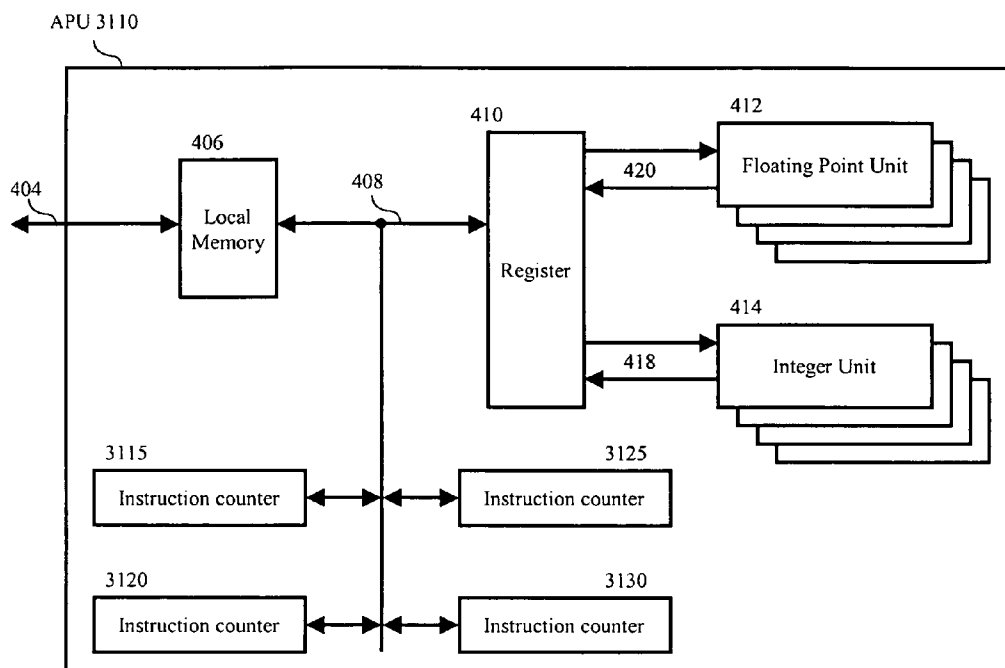 APU 3110
410
412
406
Floating Point Unit
404
408
420
Local
Memory
Register
414
418
Integer Unit
3115
3125
Instruction counter
Instruction counter
3120
3130
Instruction counter
Instruction counter